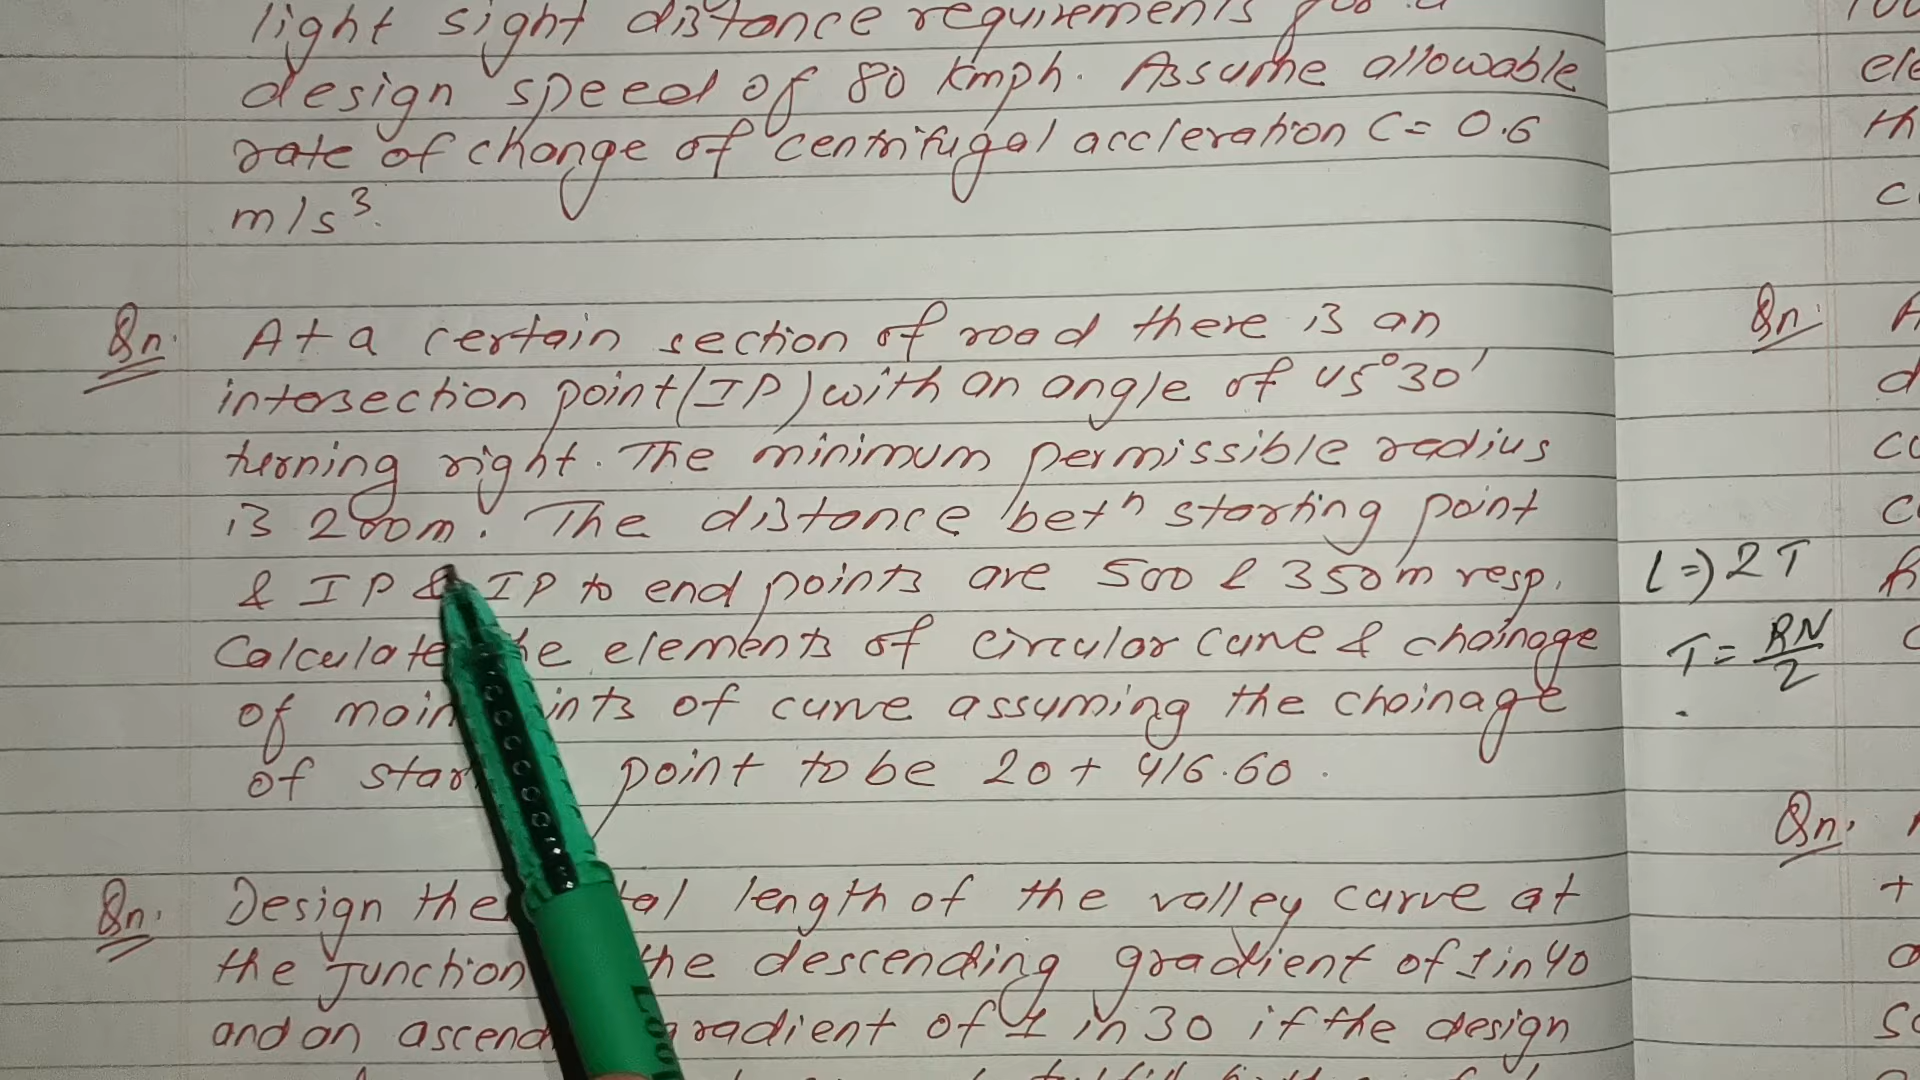 light sight distance requirements for a
design speed of 80 Kmph. Assume allowable
rate of change of centrifugal accleration C = 0.6
m/s³.
Qn. At a certain section of road there is an
intersection point (IP) with an angle of 45°30'
turning right. The minimum permissible radius
is 200m. The distance betn starting point
& IP & IP to end points are 500 & 350m resp.
Calculate the elements of circular curve & chainage
of main points of curve assuming the chainage
of star point to be 20 + 416.60.
Qn. Design the length of the valley curve at
the junction the descending gradient of 1 in 40
and an ascend gradient of 1 in 30 if the design
L => 2T
T = RN/2
Qn.
Qn.